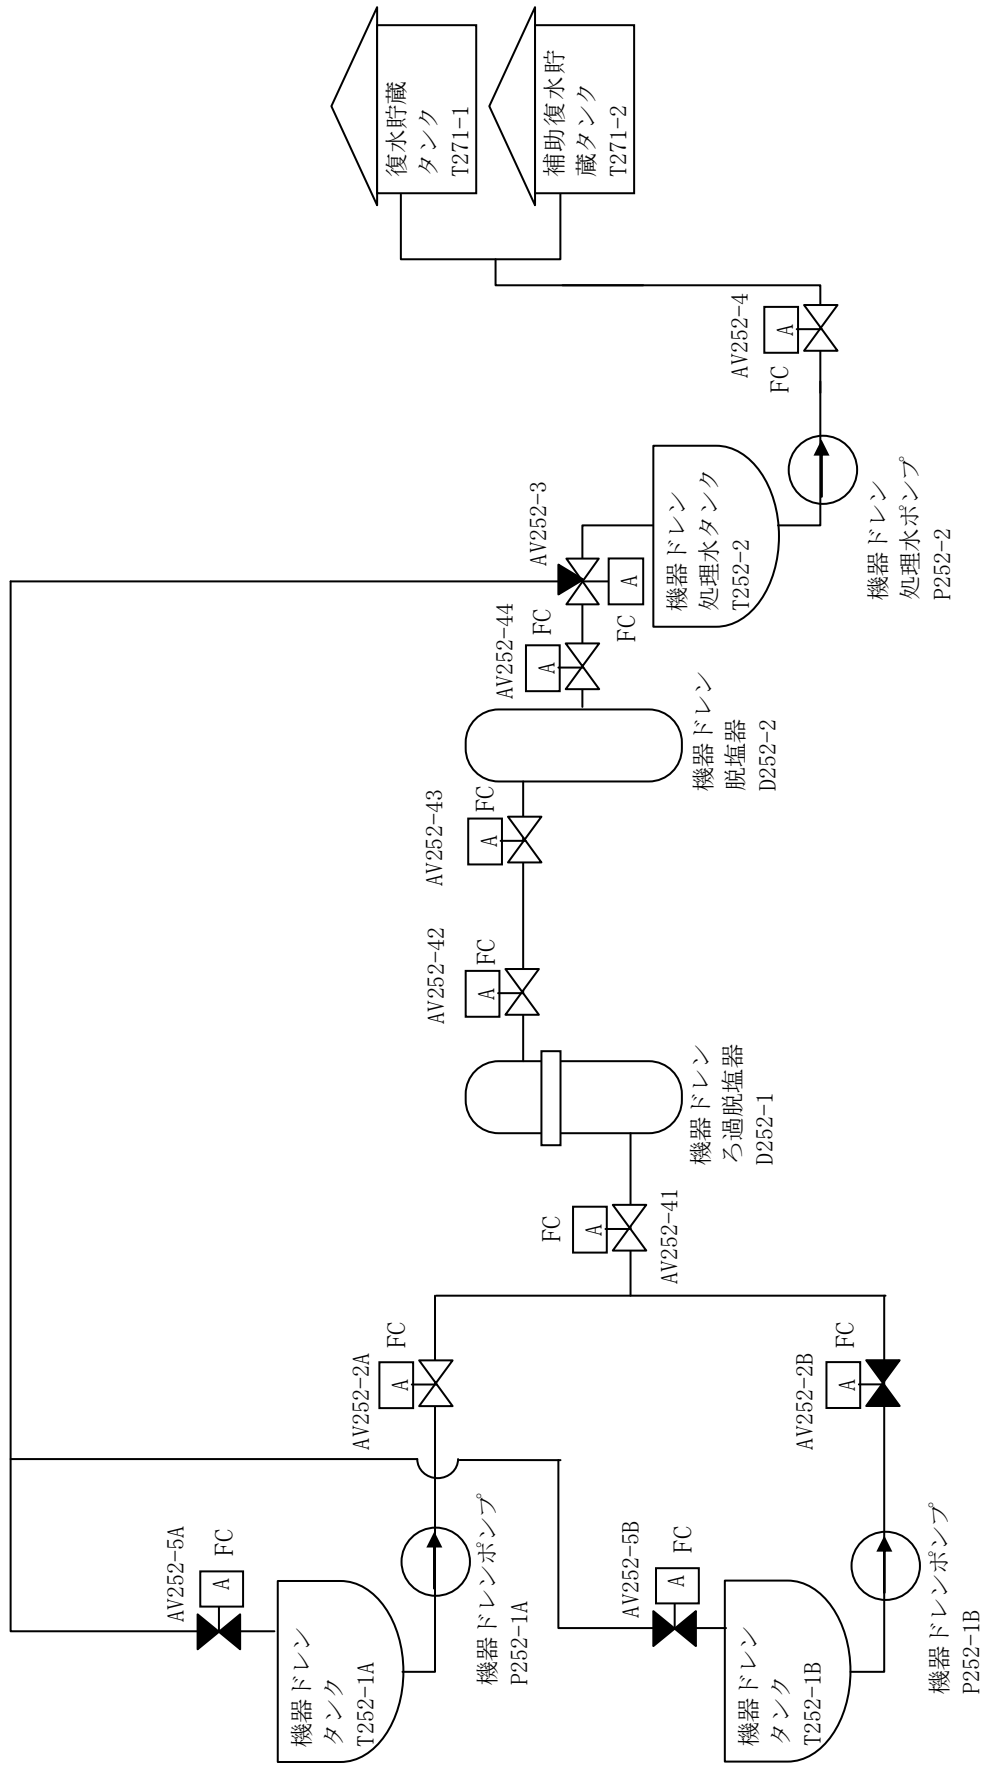 復水貯蔵
タンク
T271-1
補助復水貯
蔵タンク
T271-2
AV252-4
A
FC
機器ドレン
処理水ポンプ
P252-2
AV252-3
A
FC
機器ドレン
処理水タンク
T252-2
AV252-44
A
FC
機器ドレン
脱塩器
D252-2
AV252-43
A
FC
AV252-42
A
FC
機器ドレン
ろ過脱塩器
D252-1
AV252-41
A
FC
AV252-2A
A
FC
AV252-2B
A
FC
AV252-5A
A
FC
機器ドレンポンプ
P252-1A
機器ドレン
タンク
T252-1A
AV252-5B
A
FC
機器ドレンポンプ
P252-1B
機器ドレン
タンク
T252-1B